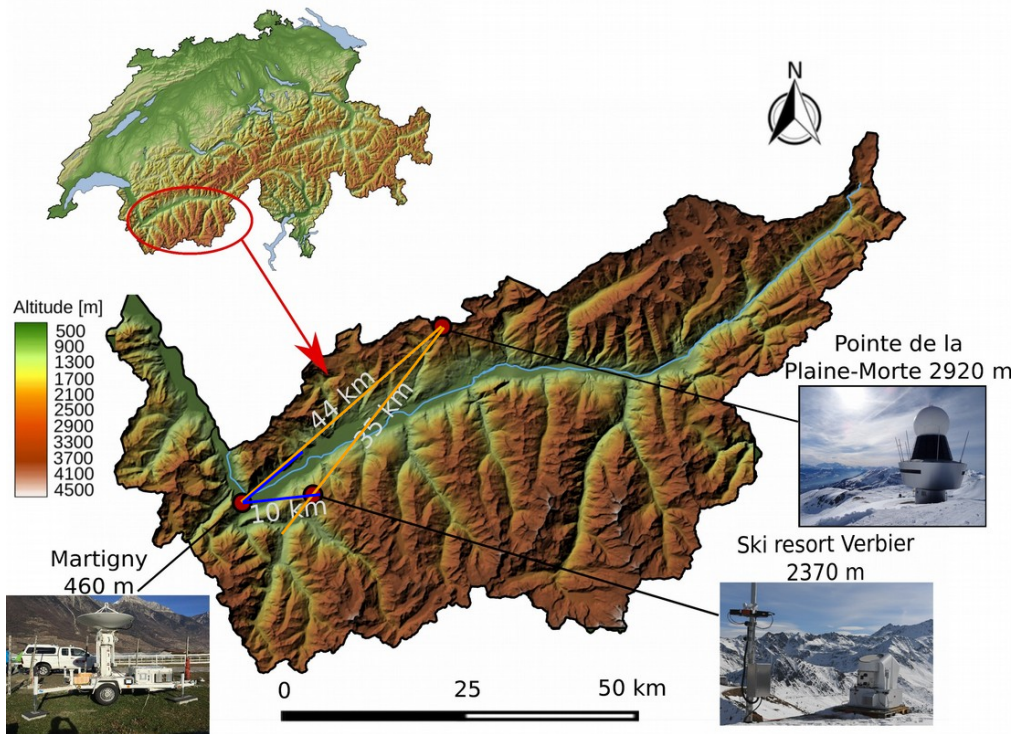 N
Altitude [m]
500
900
1300
1700
2100
2500
2900
3300
3700
4100
4500
44 km
35 km
10 km
Pointe de la
Plaine-Morte 2920 m
Martigny
460 m
Ski resort Verbier
2370 m
0 25 50 km